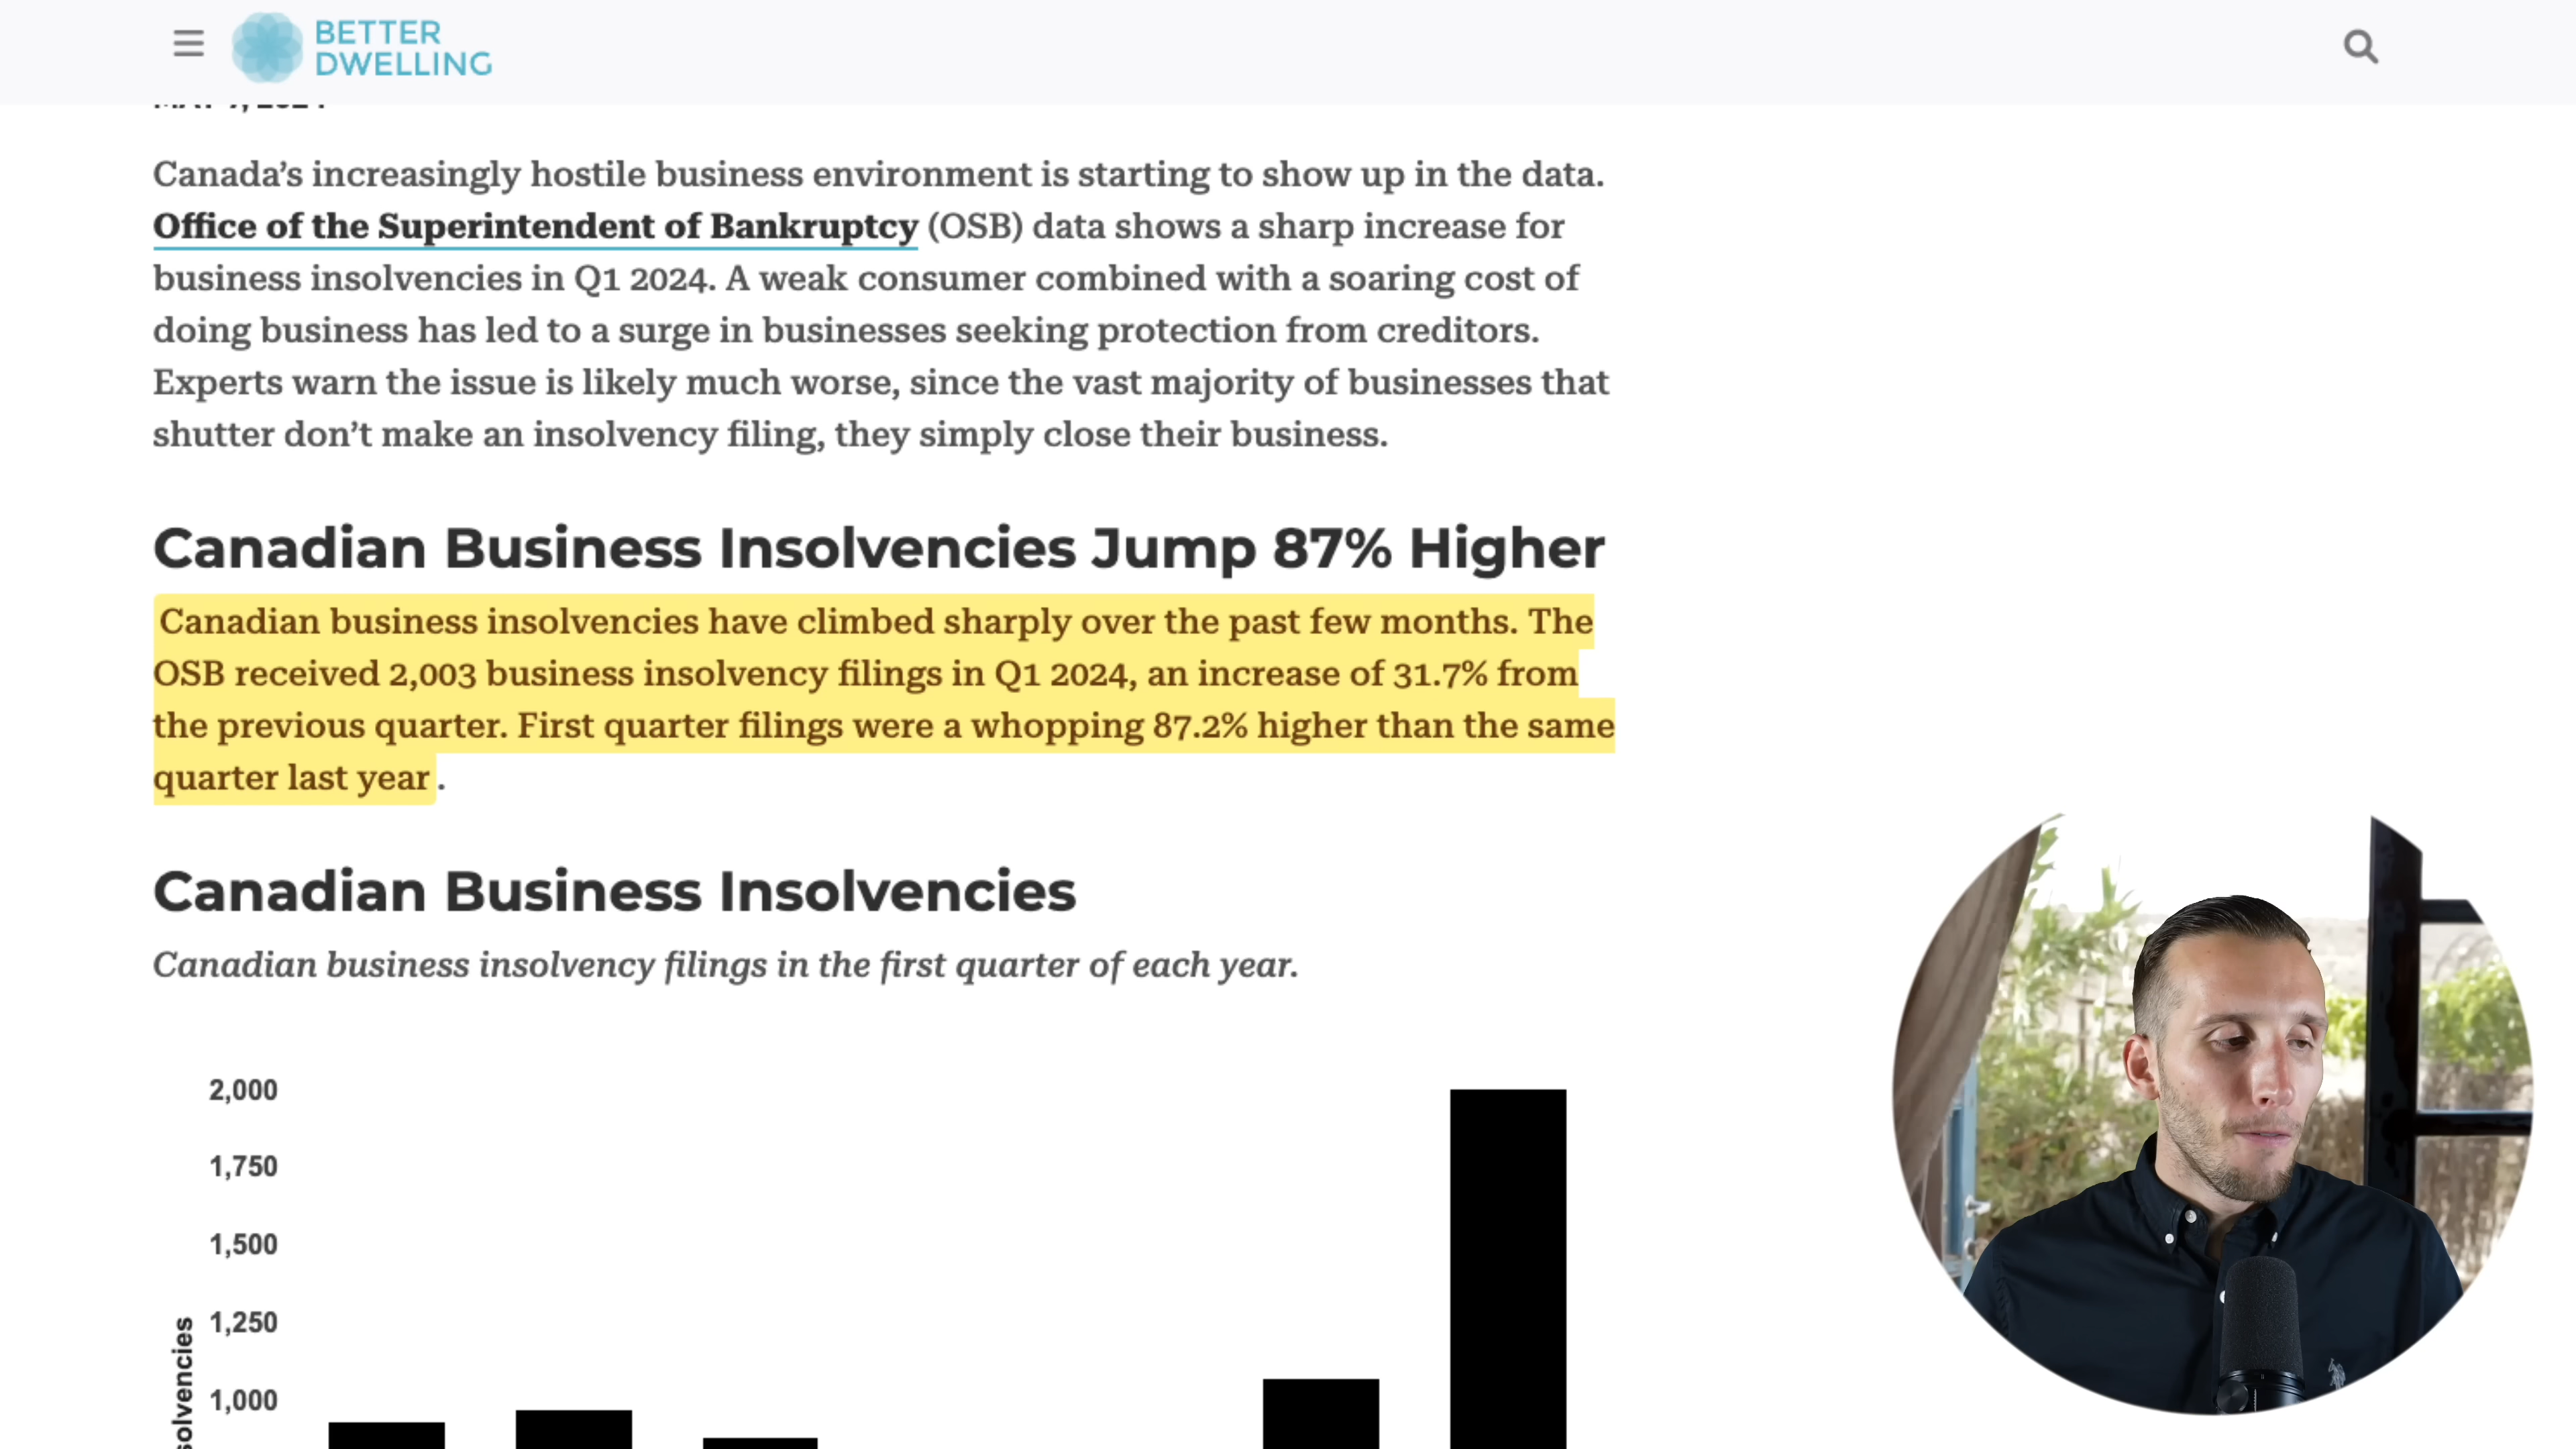 BETTER
DWELLING
Canada’s increasingly hostile business environment is starting to show up in the data.
Office of the Superintendent of Bankruptcy (OSB) data shows a sharp increase for
business insolvencies in Q1 2024. A weak consumer combined with a soaring cost of
doing business has led to a surge in businesses seeking protection from creditors.
Experts warn the issue is likely much worse, since the vast majority of businesses that
shutter don’t make an insolvency filing, they simply close their business.
Canadian Business Insolvencies Jump 87% Higher
Canadian business insolvencies have climbed sharply over the past few months. The
OSB received 2,003 business insolvency filings in Q1 2024, an increase of 31.7% from
the previous quarter. First quarter filings were a whopping 87.2% higher than the same
quarter last year.
Canadian Business Insolvencies
Canadian business insolvency filings in the first quarter of each year.
2,000
1,750
1,500
1,250
1,000